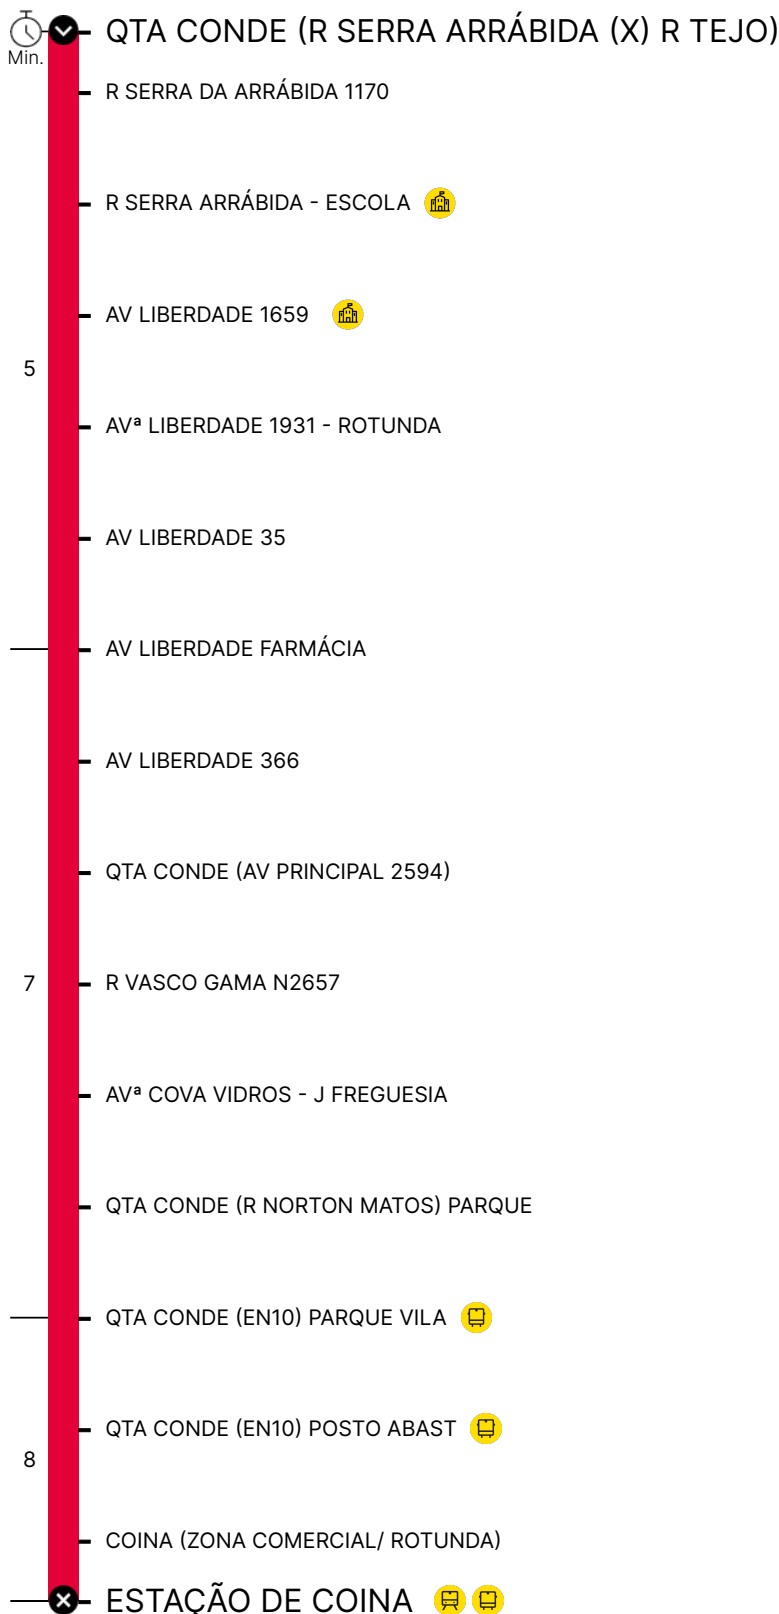 QTA CONDE (R SERRA ARRÁBIDA (X) R TEJO)
Min.
R SERRA DA ARRÁBIDA 1170
R SERRA ARRÁBIDA - ESCOLA
AV LIBERDADE 1659
5
AVª LIBERDADE 1931 - ROTUNDA
AV LIBERDADE 35
AV LIBERDADE FARMÁCIA
AV LIBERDADE 366
QTA CONDE (AV PRINCIPAL 2594)
7
R VASCO GAMA N2657
AVª COVA VIDROS - J FREGUESIA
QTA CONDE (R NORTON MATOS) PARQUE
QTA CONDE (EN10) PARQUE VILA
QTA CONDE (EN10) POSTO ABAST
8
COINA (ZONA COMERCIAL/ ROTUNDA)
ESTAÇÃO DE COINA